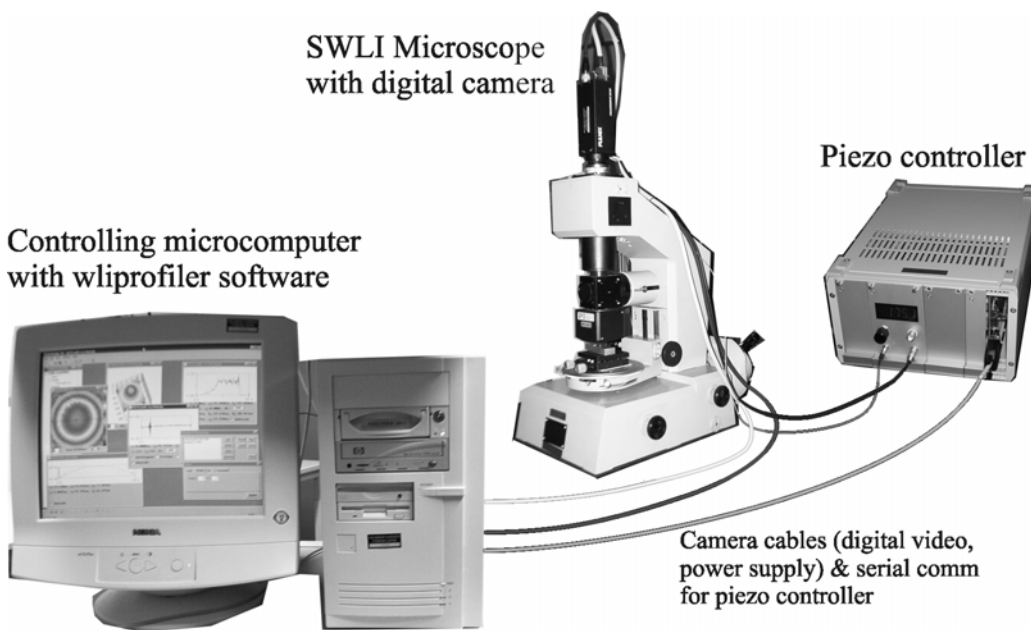 SWLI Microscope
with digital camera
Piezo controller
Controlling microcomputer
with wliprofiler software
Camera cables (digital video,
power supply) & serial comm
for piezo controller